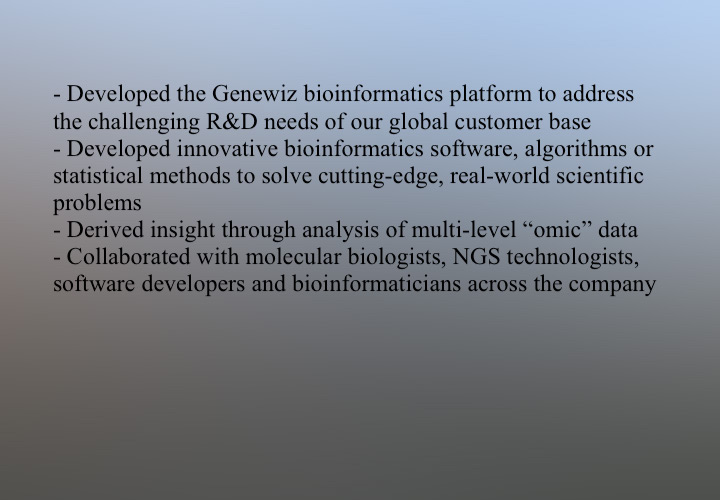 - Developed the Genewiz bioinformatics platform to address
the challenging R&D needs of our global customer base
- Developed innovative bioinformatics software, algorithms or
statistical methods to solve cutting-edge, real-world scientific
problems
- Derived insight through analysis of multi-level “omic” data
- Collaborated with molecular biologists, NGS technologists,
software developers and bioinformaticians across the company